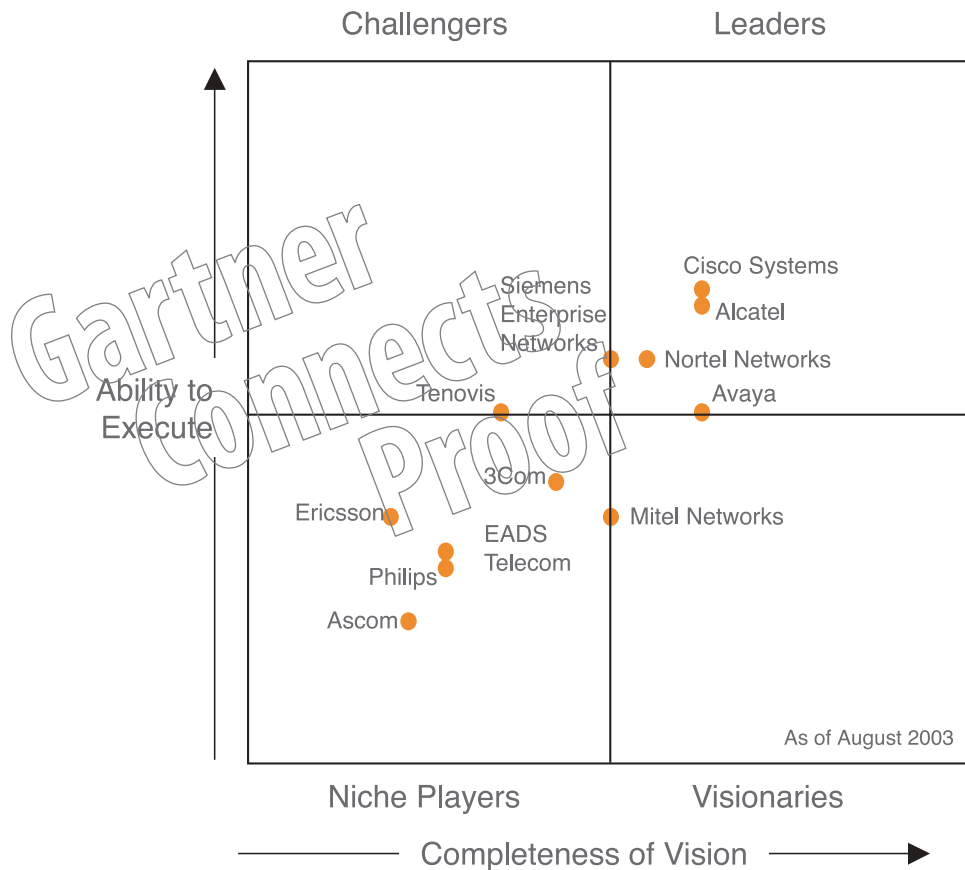 Challengers
Leaders
Gartner
Connects
Proof
Cisco Systems
Siemens
Enterprise
Networks
Alcatel
Nortel Networks
Ability to
Execute
Tenovis
Avaya
3Com
Ericsson
Mitel Networks
EADS
Telecom
Philips
Ascom
As of August 2003
Niche Players
Visionaries
Completeness of Vision